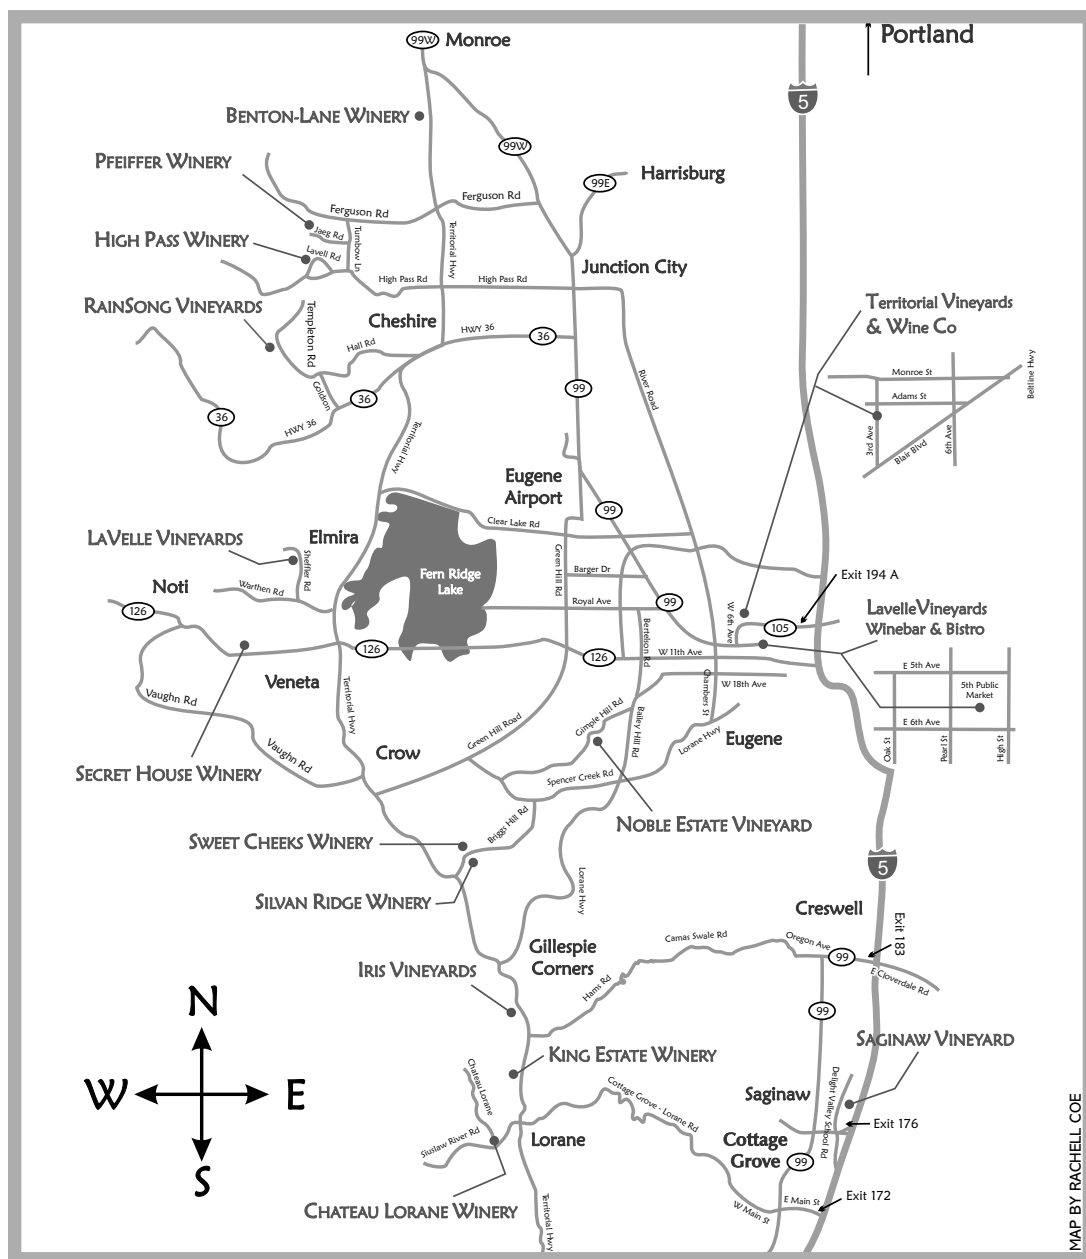 Portland
99W
Monroe
5
BENTON-LANE WINERY
99W
PFEIFFER WINERY
Harrisburg
99E
Ferguson Rd
Ferguson Rd
Jaeg Rd
Turnbow Ln
Territorial Hwy
HIGH PASS WINERY
Lavell Rd
Junction City
High Pass Rd
High Pass Rd
RAINSONG VINEYARDS
Templeton Rd
Cheshire
HWY 36
36
Hall Rd
Territorial Vineyards
& Wine Co
Monroe St
Beltline Hwy
Adams St
3rd Ave
Blair Blvd
6th Ave
Goldson
36
99
River Road
36
HWY 36
Territorial Hwy
Eugene
Airport
99
Clear Lake Rd
LAVELLE VINEYARDS
Elmira
Sheffler Rd
Warthen Rd
Noti
126
Fern Ridge
Lake
Green Hill Rd
Barger Dr
Royal Ave
99
Exit 194 A
W 6th Ave
105
Lavelle Vineyards
Winebar & Bistro
126
126
Bertelson Rd
W 11th Ave
E 5th Ave
5th Public
Market
E 6th Ave
Oak St
Pearl St
High St
Veneta
Territorial Hwy
Vaughn Rd
Vaughn Rd
W 18th Ave
Chambers St
Gimple Hill Rd
Bailey Hill Rd
Green Hill Road
Lorane Hwy
Eugene
Crow
SECRET HOUSE WINERY
Spencer Creek Rd
NOBLE ESTATE VINEYARD
Briggs Hill Rd
SWEET CHEEKS WINERY
5
SILVAN RIDGE WINERY
Lorane Hwy
Creswell
Exit 183
Gillespie
Corners
Camas Swale Rd
Oregon Ave
99
E Cloverdale Rd
IRIS VINEYARDS
Hams Rd
99
N
W
E
S
KING ESTATE WINERY
SAGINAW VINEYARD
Chateau Lorane
Cottage Grove - Lorane Rd
Saginaw
Delight Valley School Rd
Exit 176
Siuslaw River Rd
Lorane
Cottage
Grove
99
CHATEAU LORANE WINERY
Territorial Hwy
W Main St
E Main St
Exit 172
MAP BY RACHELL COE